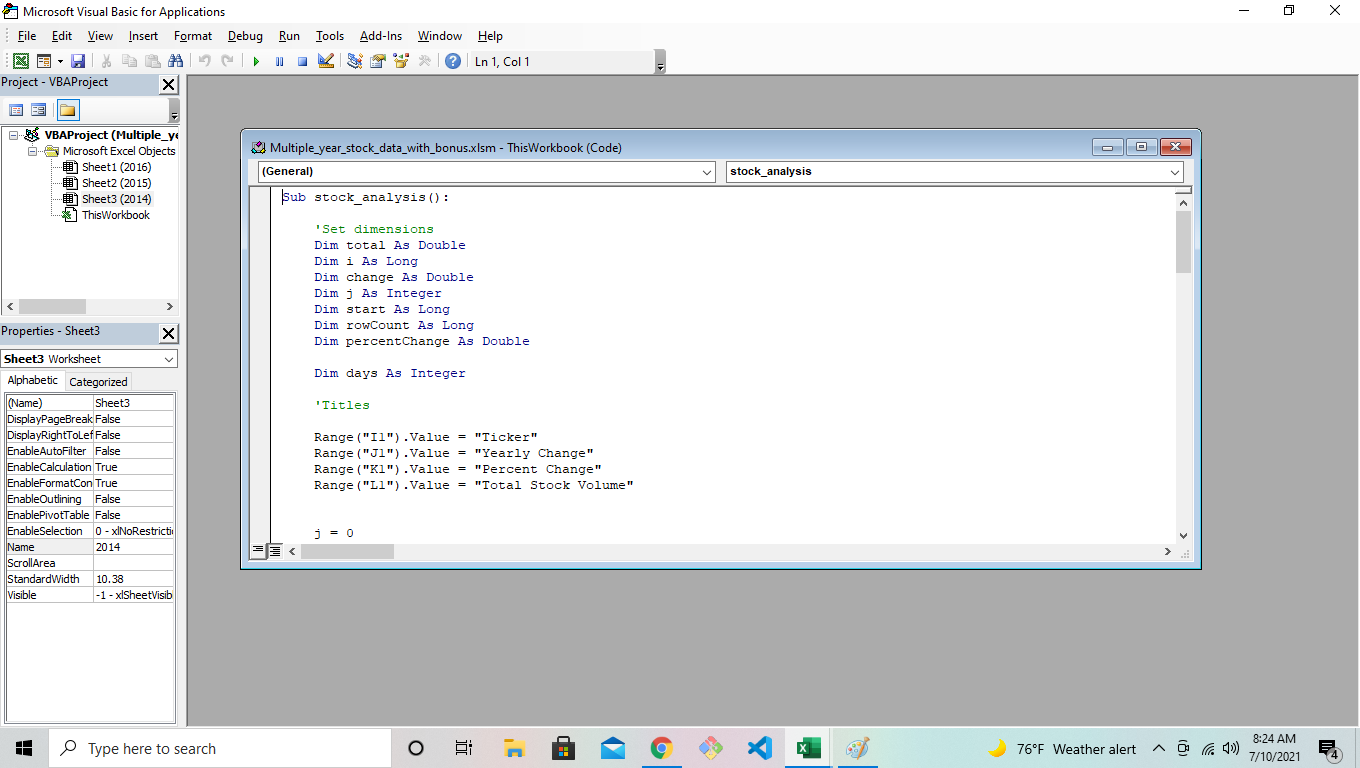 Microsoft Visual Basic for Applications
File Edit View Insert Format Debug Run Tools Add-Ins Window Help
Ln 1, Col 1
Project - VBAProject
VBAProject (Multiple_ye
Microsoft Excel Objects
Sheet1 (2016)
Sheet2 (2015)
Sheet3 (2014)
ThisWorkbook
Properties - Sheet3
Sheet3 Worksheet
Alphabetic Categorized
(Name) Sheet3
DisplayPageBreak False
DisplayRightToLef False
EnableAutoFilter False
EnableCalculation True
EnableFormatCon True
EnableOutlining False
EnablePivotTable False
EnableSelection 0 - xlNoRestricti
Name 2014
ScrollArea
StandardWidth 10.38
Visible -1 - xlSheetVisib
Multiple_year_stock_data_with_bonus.xlsm - ThisWorkbook (Code)
(General) stock_analysis
Sub stock_analysis():
'Set dimensions
Dim total As Double
Dim i As Long
Dim change As Double
Dim j As Integer
Dim start As Long
Dim rowCount As Long
Dim percentChange As Double
Dim days As Integer
'Titles
Range("I1").Value = "Ticker"
Range("J1").Value = "Yearly Change"
Range("K1").Value = "Percent Change"
Range("L1").Value = "Total Stock Volume"
j = 0
Type here to search
76°F Weather alert
8:24 AM
7/10/2021
4